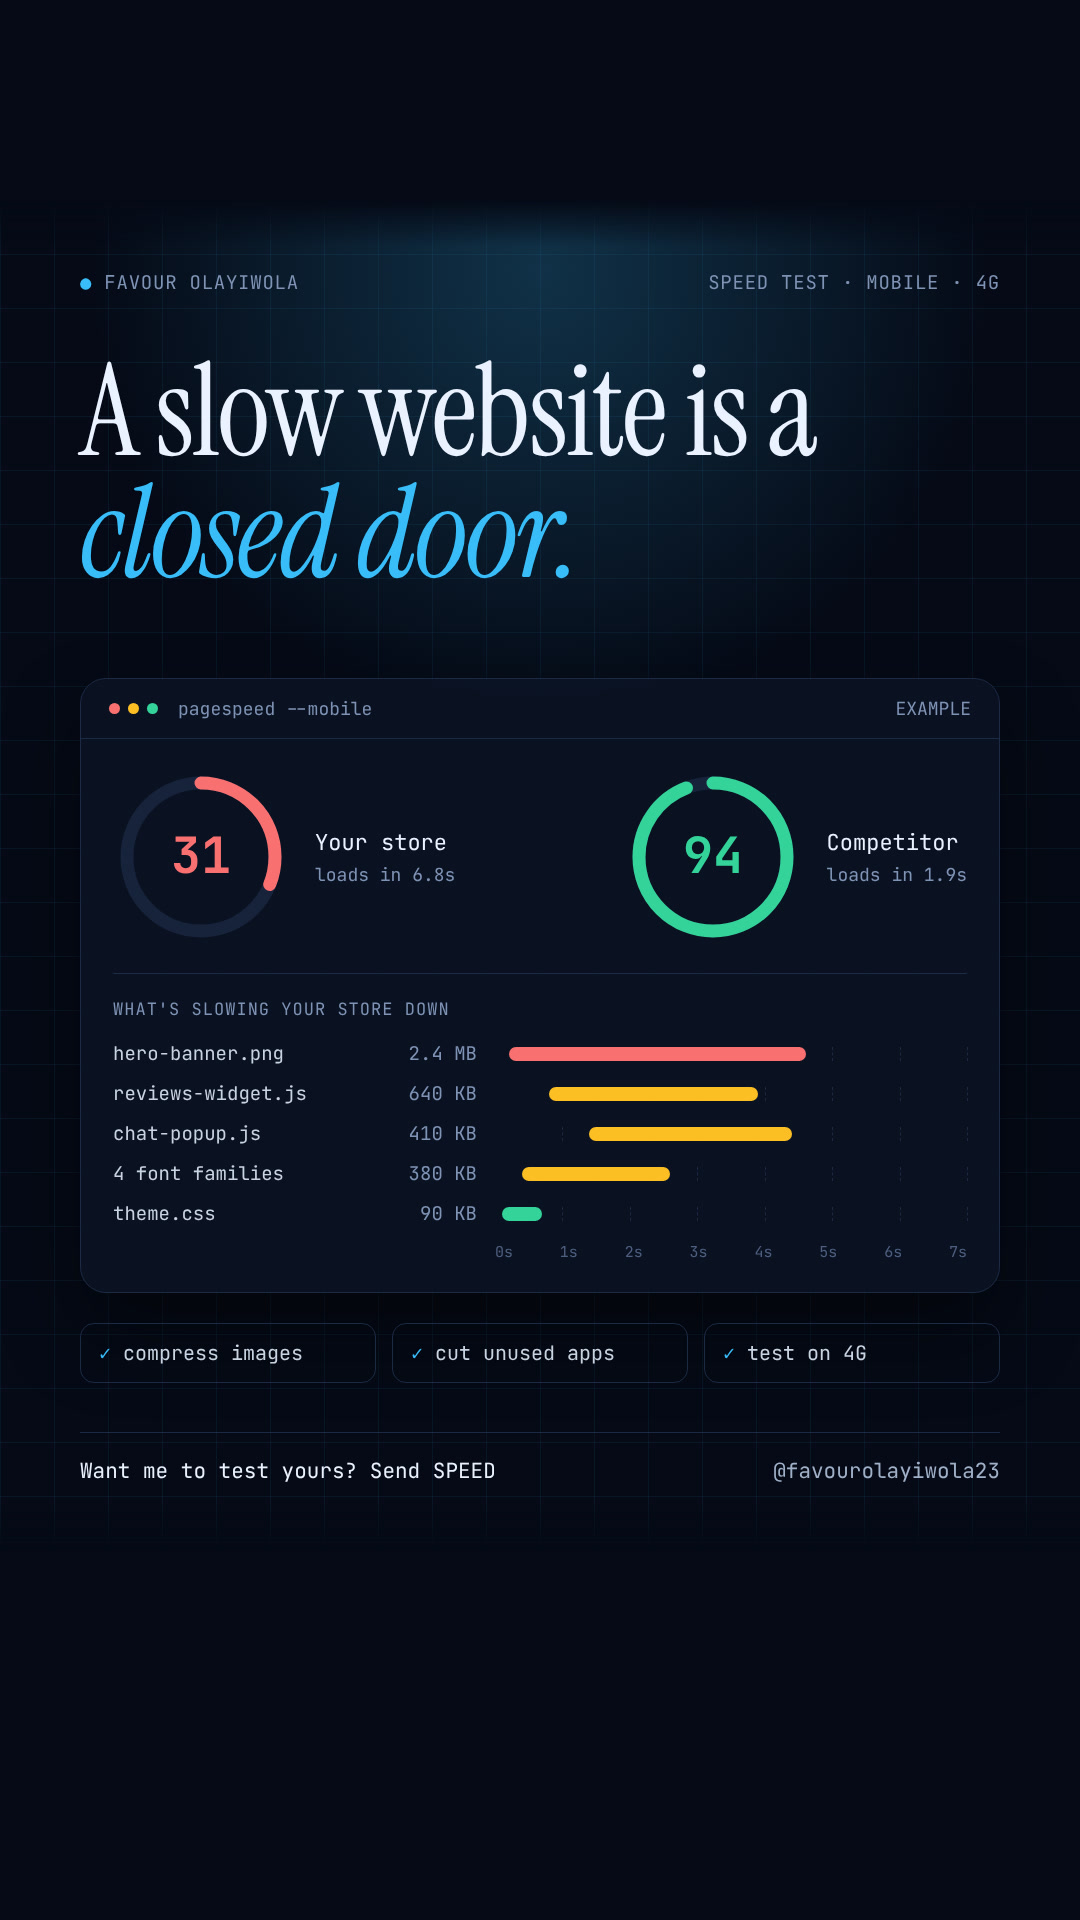 FAVOUR OLAYIWOLA
SPEED TEST · MOBILE · 4G
A slow website is a
closed door.
pagespeed --mobile
EXAMPLE
31
Your store
loads in 6.8s
94
Competitor
loads in 1.9s
WHAT'S SLOWING YOUR STORE DOWN
hero-banner.png 2.4 MB
reviews-widget.js 640 KB
chat-popup.js 410 KB
4 font families 380 KB
theme.css 90 KB
0s 1s 2s 3s 4s 5s 6s 7s
✓ compress images
✓ cut unused apps
✓ test on 4G
Want me to test yours? Send SPEED
@favourolayiwola23